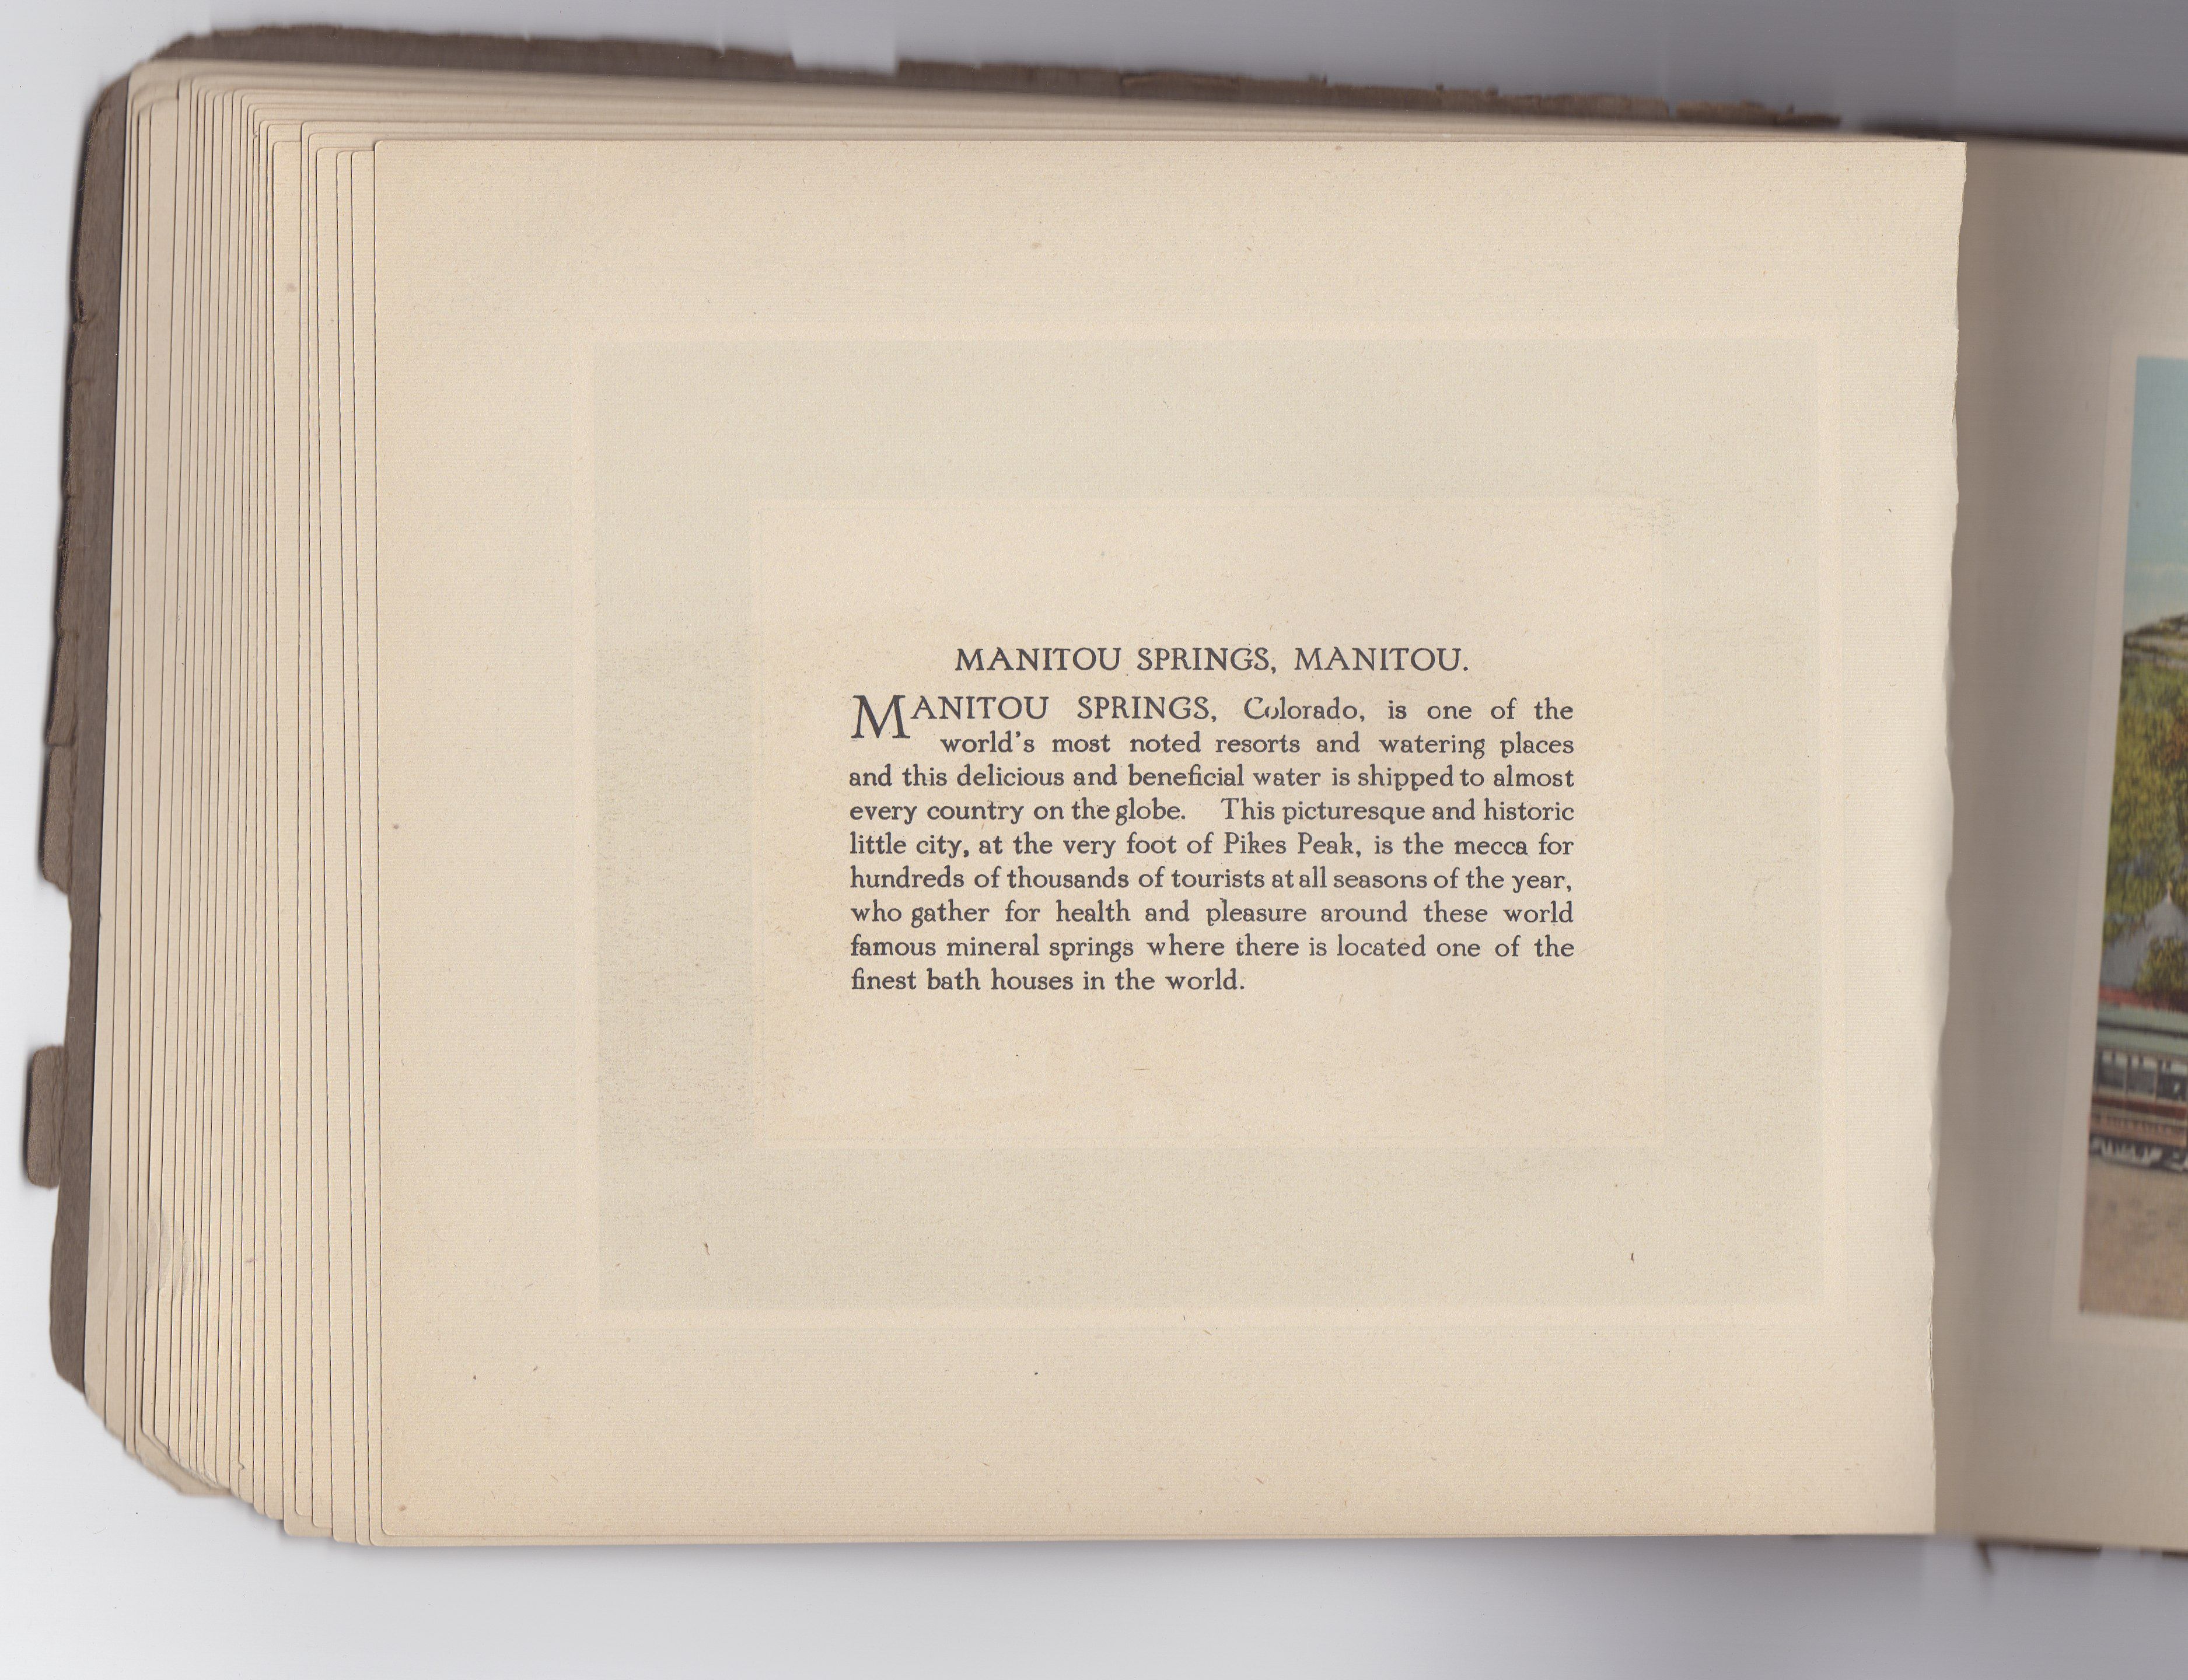 MANITOU SPRINGS, MANITOU.
MANITOU SPRINGS, Colorado, is one of the
world's most noted resorts and watering places
and this delicious and beneficial water is shipped to almost
every country on the globe. This picturesque and historic
little city, at the very foot of Pikes Peak, is the mecca for
hundreds of thousands of tourists at all seasons of the year,
who gather for health and pleasure around these world
famous mineral springs where there is located one of the
finest bath houses in the world.